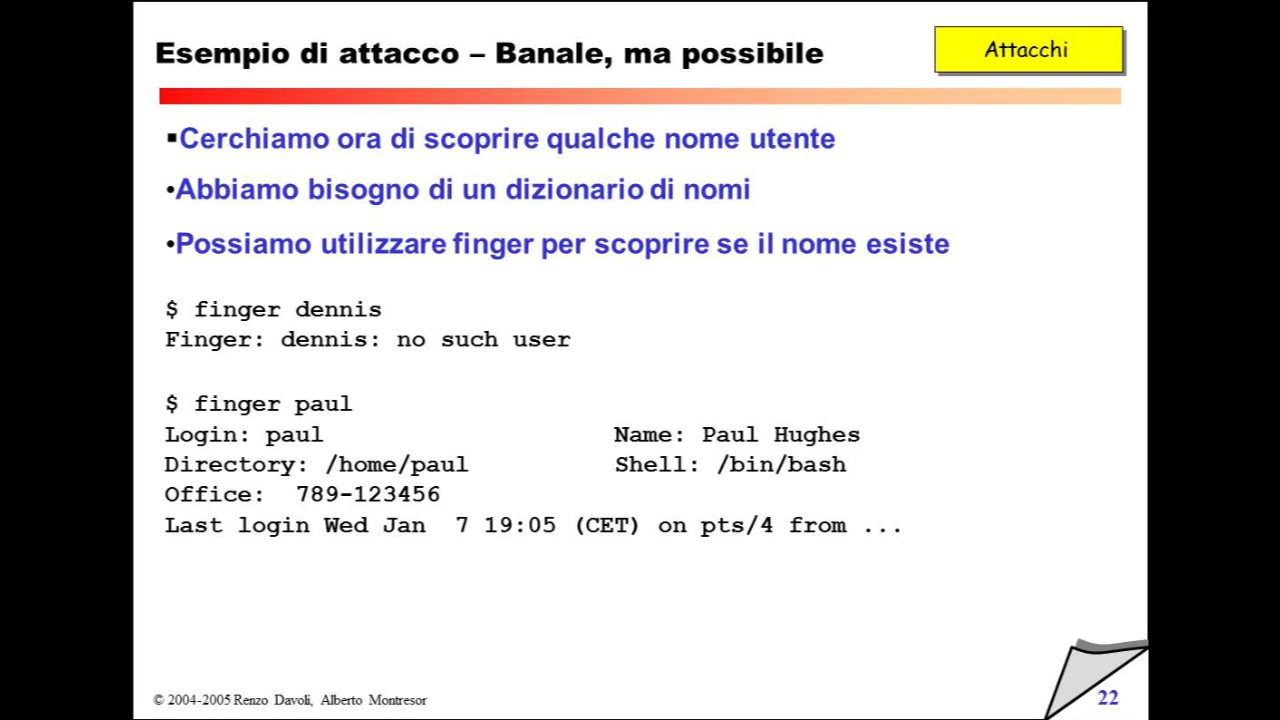 Esempio di attacco – Banale, ma possibile
Attacchi
▪Cerchiamo ora di scoprire qualche nome utente
•Abbiamo bisogno di un dizionario di nomi
•Possiamo utilizzare finger per scoprire se il nome esiste
$ finger dennis
Finger: dennis: no such user
$ finger paul
Login: paul Name: Paul Hughes
Directory: /home/paul Shell: /bin/bash
Office: 789-123456
Last login Wed Jan  7 19:05 (CET) on pts/4 from ...
© 2004-2005 Renzo Davoli, Alberto Montresor
22